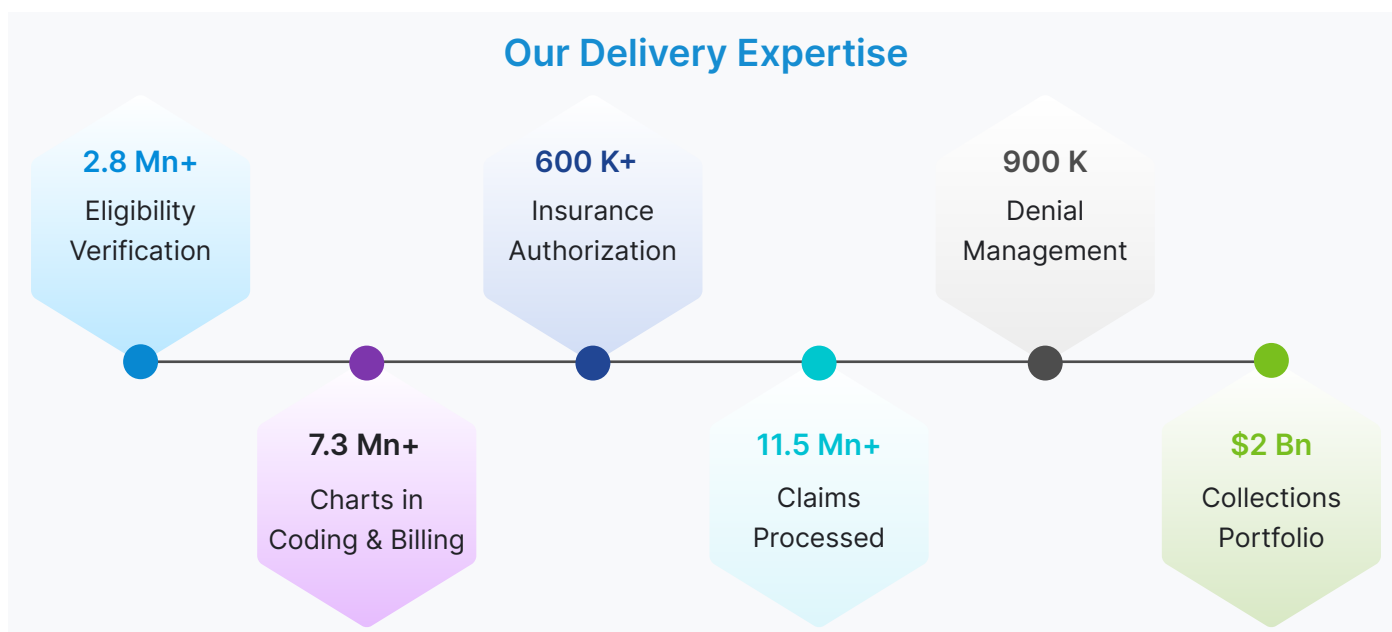 Our Delivery Expertise
2.8 Mn+
Eligibility
Verification
7.3 Mn+
Charts in
Coding & Billing
600 K+
Insurance
Authorization
11.5 Mn+
Claims
Processed
900 K
Denial
Management
$2 Bn
Collections
Portfolio